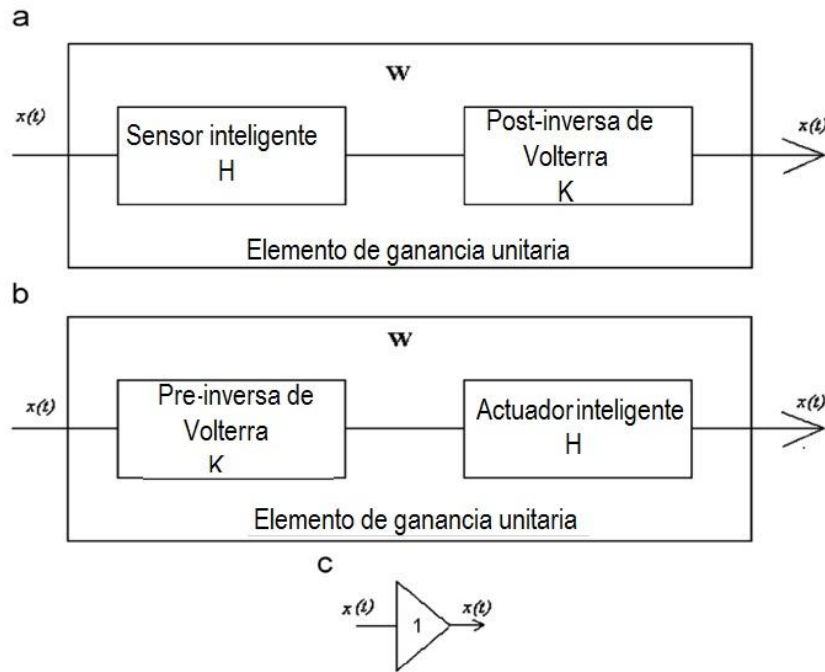 a
W
x(t)
Sensor inteligente
H
Post-inversa de
Volterra
K
x(t)
Elemento de ganancia unitaria
b
W
x(t)
Pre-inversa de
Volterra
K
Actuador inteligente
H
x(t)
Elemento de ganancia unitaria
c
x(t)
1
x(t)